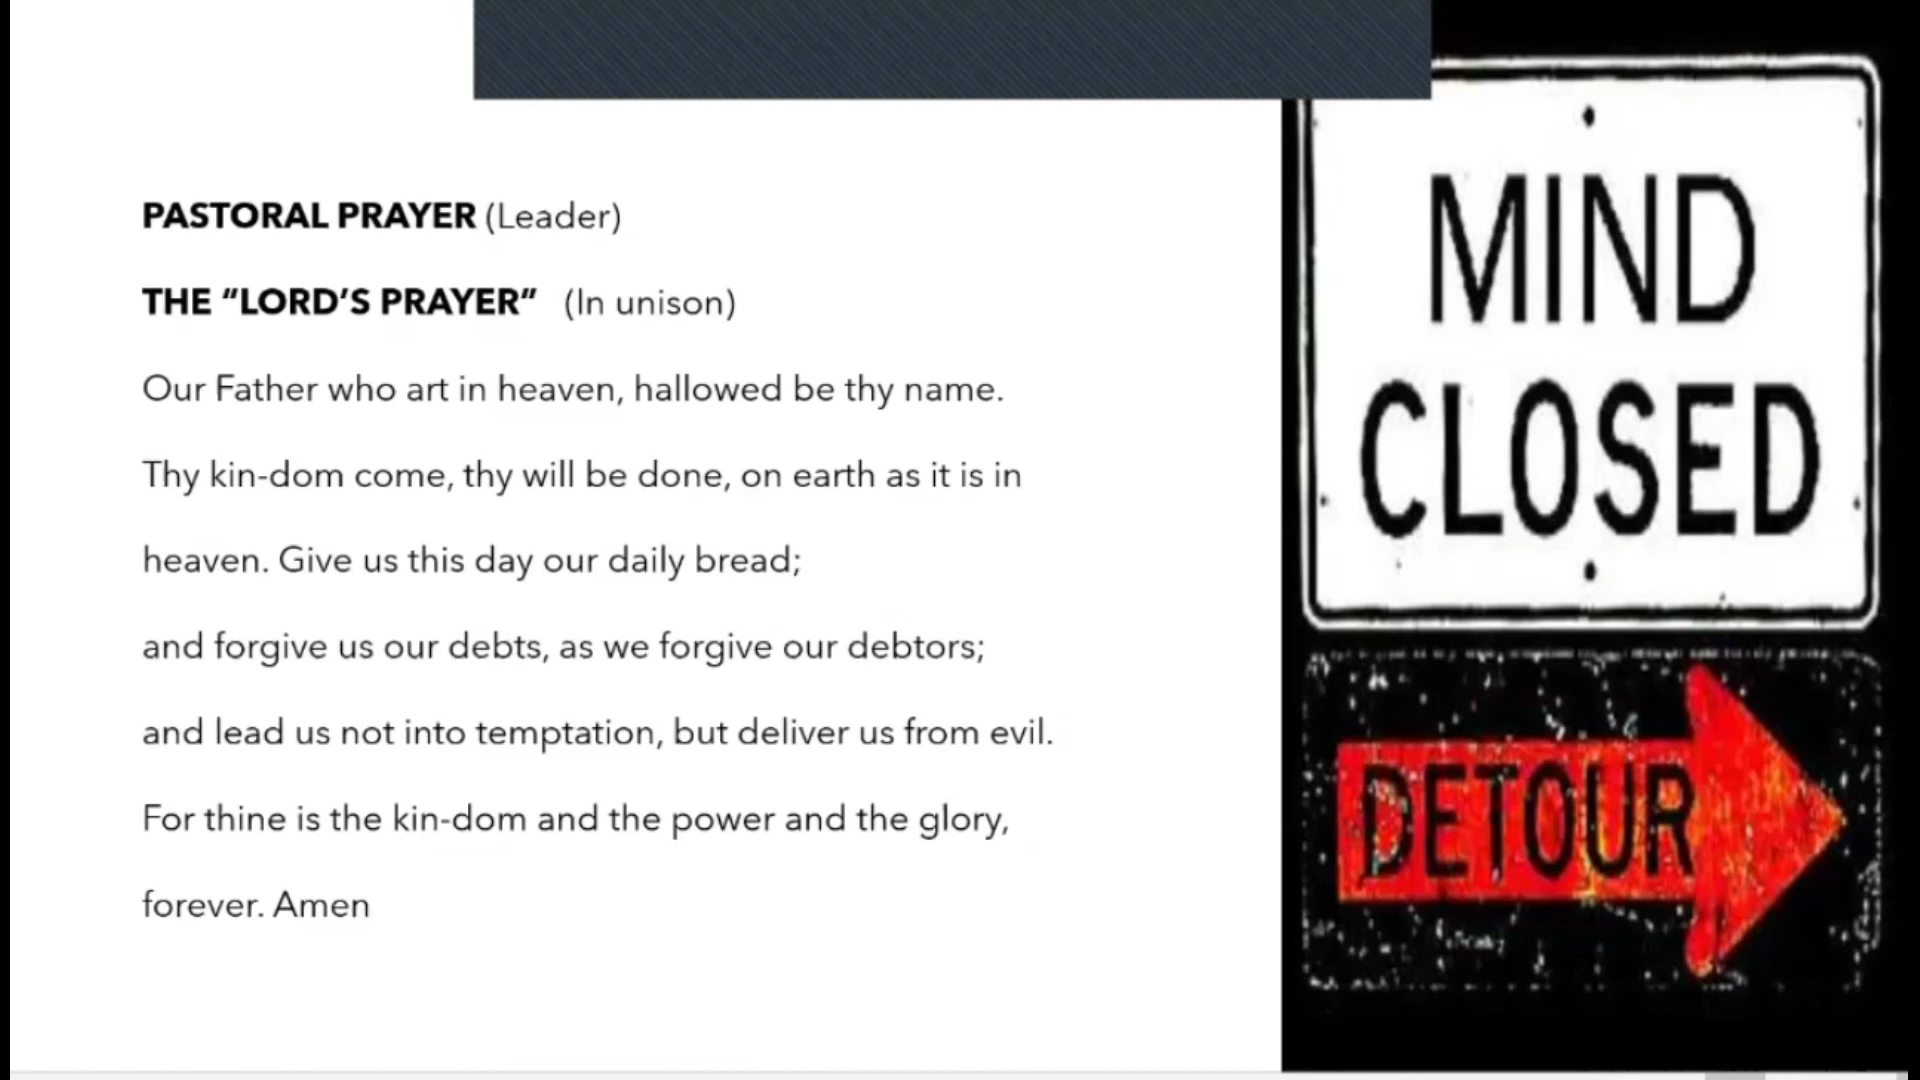 PASTORAL PRAYER (Leader)
THE “LORD’S PRAYER” (In unison)
Our Father who art in heaven, hallowed be thy name.
Thy kin-dom come, thy will be done, on earth as it is in
heaven. Give us this day our daily bread;
and forgive us our debts, as we forgive our debtors;
and lead us not into temptation, but deliver us from evil.
For thine is the kin-dom and the power and the glory,
forever. Amen
MIND
CLOSED
DETOUR